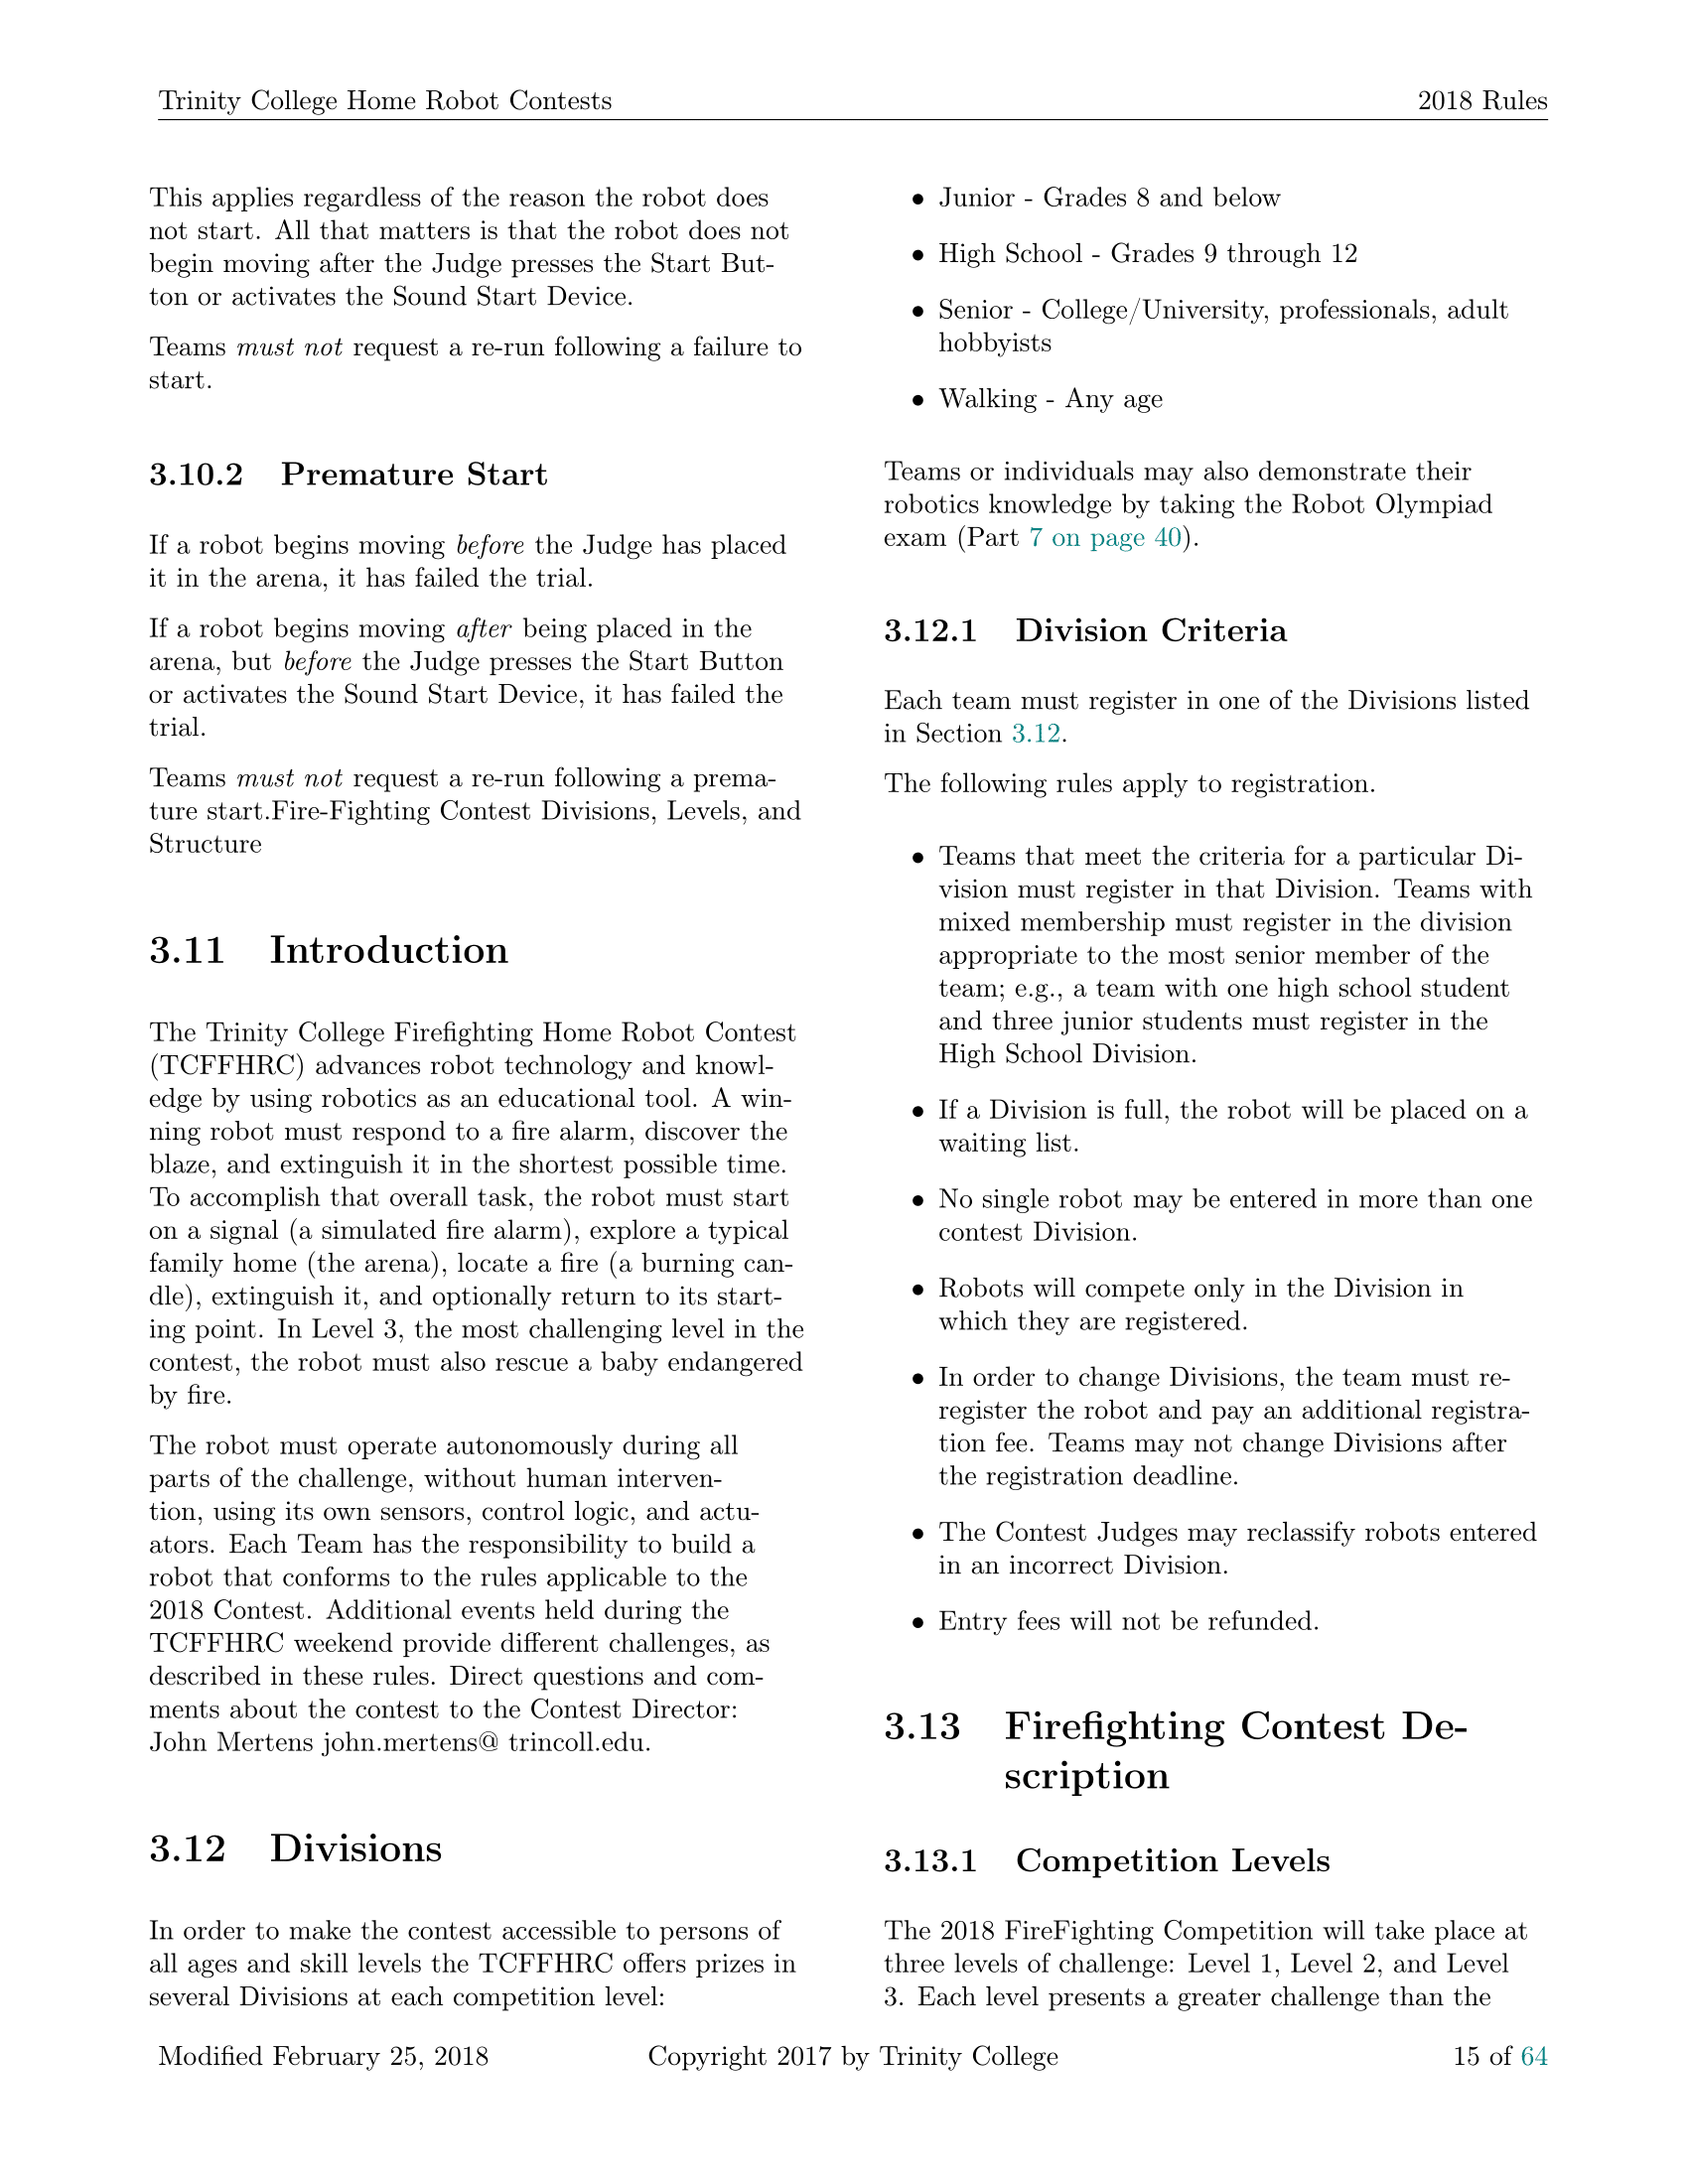 Trinity College Home Robot Contests
2018 Rules
This applies regardless of the reason the robot does
not start. All that matters is that the robot does not
begin moving after the Judge presses the Start But-
ton or activates the Sound Start Device.
Teams must not request a re-run following a failure to
start.
3.10.2 Premature Start
If a robot begins moving before the Judge has placed
it in the arena, it has failed the trial.
If a robot begins moving after being placed in the
arena, but before the Judge presses the Start Button
or activates the Sound Start Device, it has failed the
trial.
Teams must not request a re-run following a prema-
ture start.Fire-Fighting Contest Divisions, Levels, and
Structure
3.11 Introduction
The Trinity College Firefighting Home Robot Contest
(TCFFHRC) advances robot technology and knowl-
edge by using robotics as an educational tool. A win-
ning robot must respond to a fire alarm, discover the
blaze, and extinguish it in the shortest possible time.
To accomplish that overall task, the robot must start
on a signal (a simulated fire alarm), explore a typical
family home (the arena), locate a fire (a burning can-
dle), extinguish it, and optionally return to its start-
ing point. In Level 3, the most challenging level in the
contest, the robot must also rescue a baby endangered
by fire.
The robot must operate autonomously during all
parts of the challenge, without human interven-
tion, using its own sensors, control logic, and actu-
ators. Each Team has the responsibility to build a
robot that conforms to the rules applicable to the
2018 Contest. Additional events held during the
TCFFHRC weekend provide different challenges, as
described in these rules. Direct questions and com-
ments about the contest to the Contest Director:
John Mertens john.mertens@ trincoll.edu.
3.12 Divisions
In order to make the contest accessible to persons of
all ages and skill levels the TCFFHRC offers prizes in
several Divisions at each competition level:
• Junior - Grades 8 and below
• High School - Grades 9 through 12
• Senior - College/University, professionals, adult
hobbyists
• Walking - Any age
Teams or individuals may also demonstrate their
robotics knowledge by taking the Robot Olympiad
exam (Part 7 on page 40).
3.12.1 Division Criteria
Each team must register in one of the Divisions listed
in Section 3.12.
The following rules apply to registration.
• Teams that meet the criteria for a particular Di-
vision must register in that Division. Teams with
mixed membership must register in the division
appropriate to the most senior member of the
team; e.g., a team with one high school student
and three junior students must register in the
High School Division.
• If a Division is full, the robot will be placed on a
waiting list.
• No single robot may be entered in more than one
contest Division.
• Robots will compete only in the Division in
which they are registered.
• In order to change Divisions, the team must re-
register the robot and pay an additional registra-
tion fee. Teams may not change Divisions after
the registration deadline.
• The Contest Judges may reclassify robots entered
in an incorrect Division.
• Entry fees will not be refunded.
3.13 Firefighting Contest De-
scription
3.13.1 Competition Levels
The 2018 FireFighting Competition will take place at
three levels of challenge: Level 1, Level 2, and Level
3. Each level presents a greater challenge than the
Modified February 25, 2018
Copyright 2017 by Trinity College
15 of 64